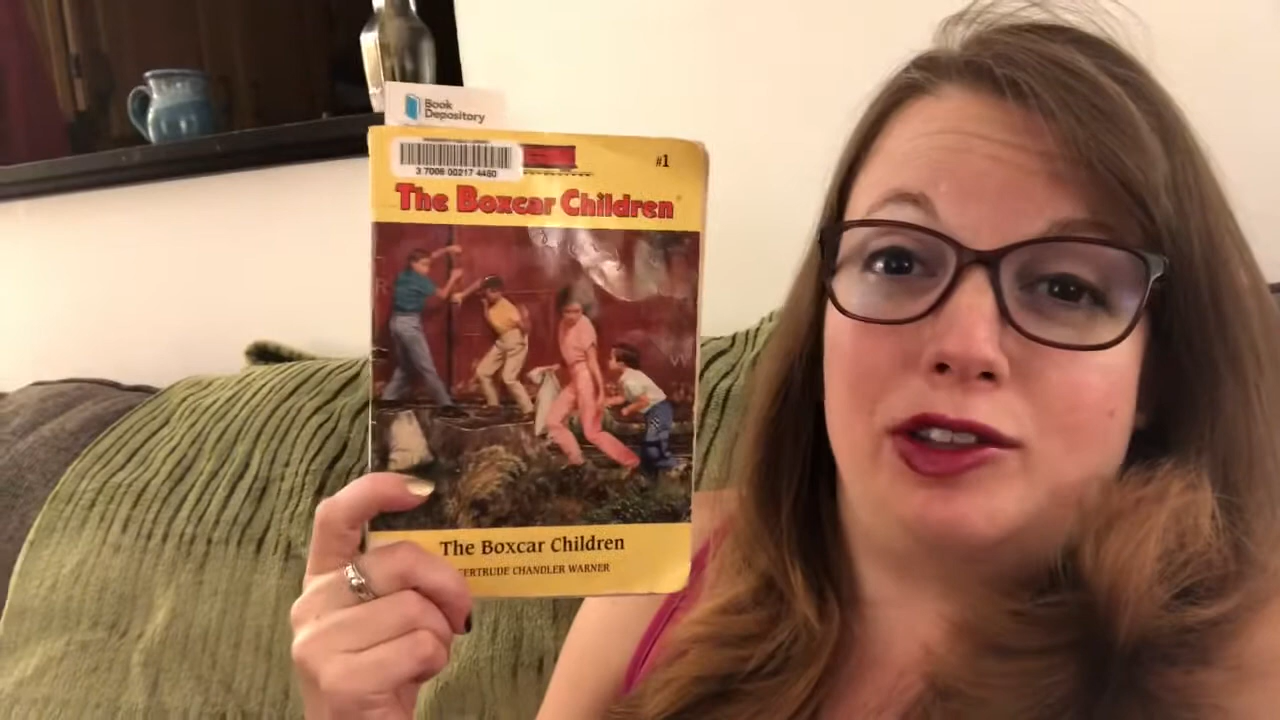 Book
Depository
3 7006 00217 4460
#1
The Boxcar Children
R
W
The Boxcar Children
GERTRUDE CHANDLER WARNER